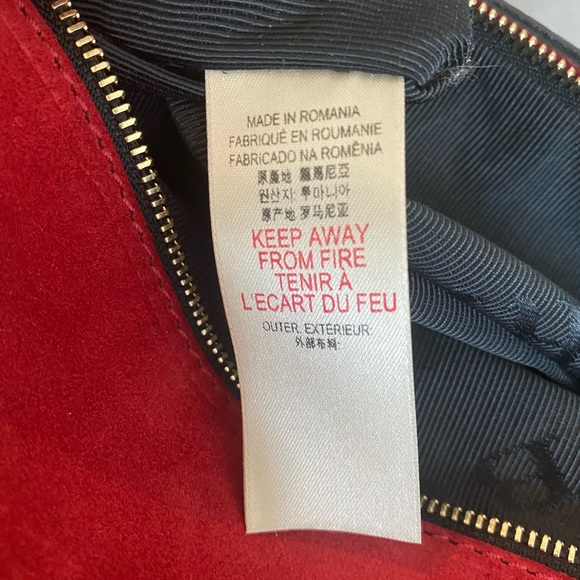 MADE IN ROMANIA
FABRIQUÉ EN ROUMANIE
FABRICADO NA ROMÊNIA
原產地 羅馬尼亞
원산지: 루마니아
原产地 罗马尼亚
KEEP AWAY
FROM FIRE
TENIR À
L'ECART DU FEU
OUTER, EXTÉRIEUR:
外部布料: